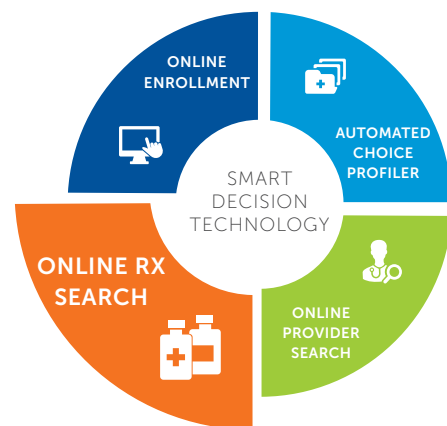 ONLINE
ENROLLMENT
AUTOMATED
CHOICE
PROFILER
SMART
DECISION
TECHNOLOGY
ONLINE RX
SEARCH
ONLINE
PROVIDER
SEARCH